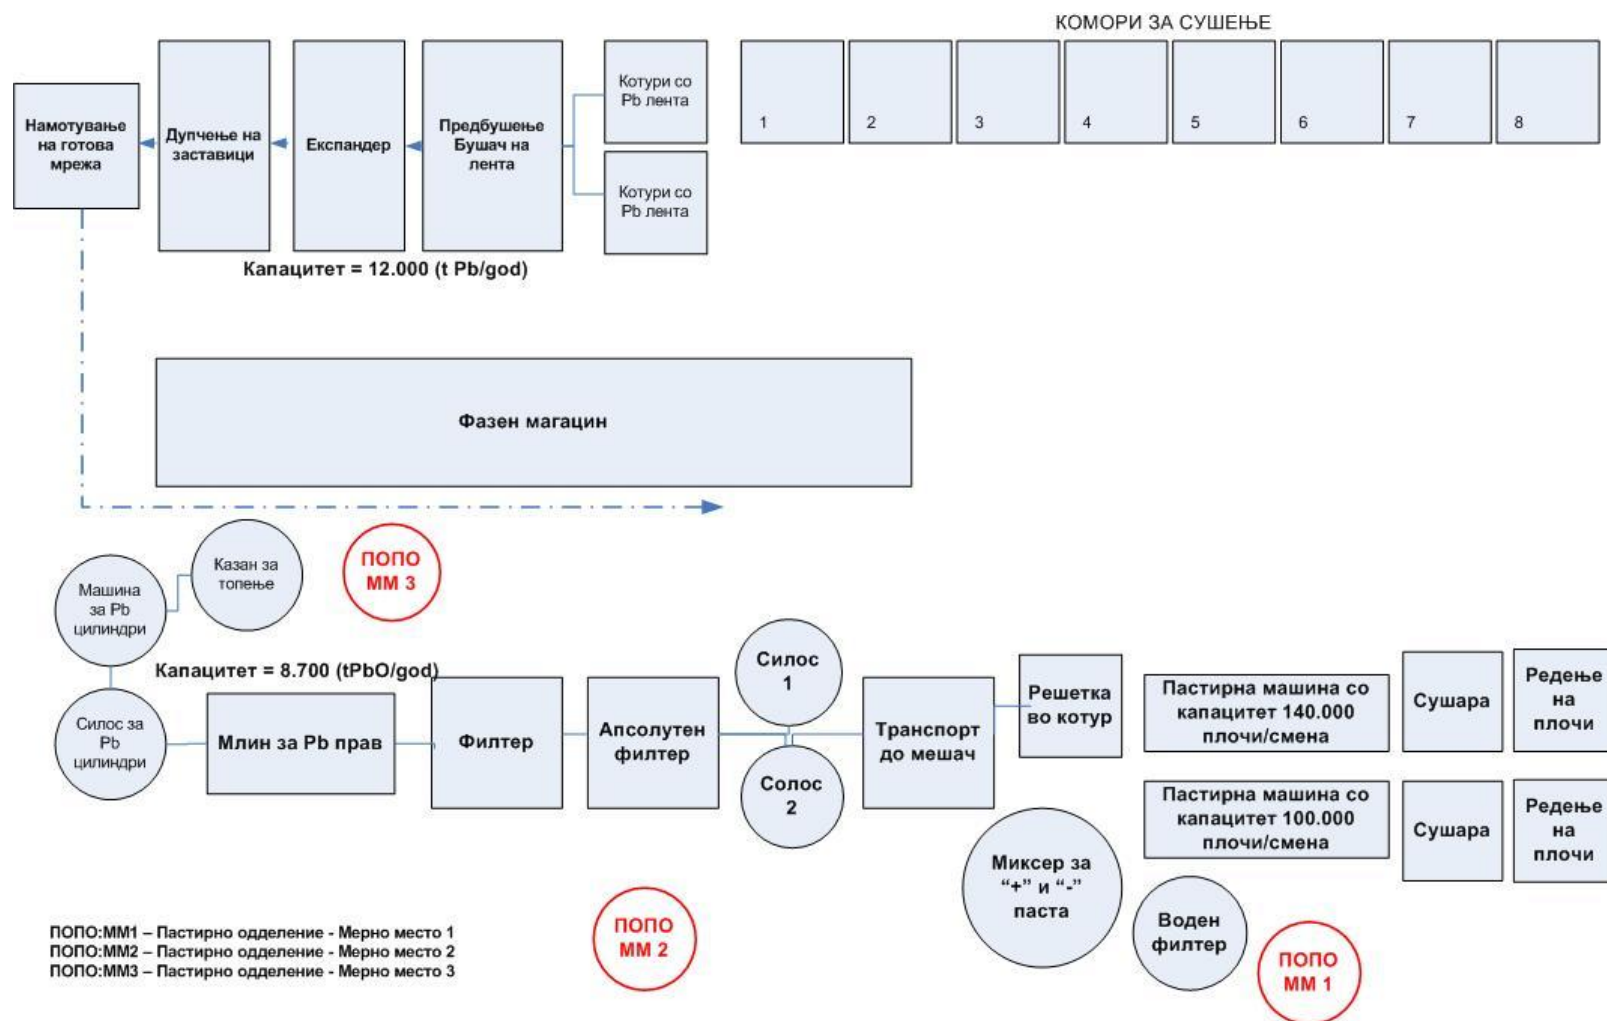 КОМОРИ ЗА СУШЕЊЕ
Намотување
на готова
мрежа
Дупчење на
заставици
Експандер
Предбушење
Бушач на
лента
Котури со
Pb лента
Котури со
Pb лента
1
2
3
4
5
6
7
8
Капацитет = 12.000 (t Pb/god)
Фазен магацин
Казан за
топење
ПОПО
ММ 3
Машина
за Pb
цилиндри
Капацитет = 8.700 (tPbO/god)
Силос за
Pb
цилиндри
Млин за Pb прав
Филтер
Апсолутен
филтер
Силос
1
Солос
2
Транспорт
до мешач
Решетка
во котур
Пастирна машина со
капацитет 140.000
плочи/смена
Сушара
Редење
на
плочи
Пастирна машина со
капацитет 100.000
плочи/смена
Сушара
Редење
на
плочи
Миксер за
“+” и “-”
паста
Воден
филтер
ПОПО
ММ 2
ПОПО
ММ 1
ПОПО:ММ1 – Пастирно одделение - Мерно место 1
ПОПО:ММ2 – Пастирно одделение - Мерно место 2
ПОПО:ММ3 – Пастирно одделение - Мерно место 3